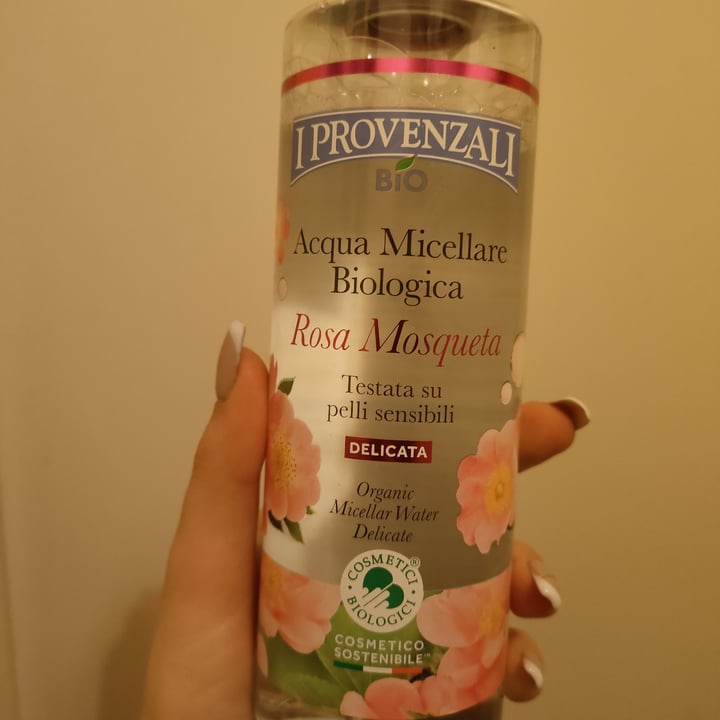 I PROVENZALI
BIO
Acqua Micellare
Biologica
Rosa Mosqueta
Testata su
pelli sensibili
DELICATA
Organic
Micellar Water
Delicate
COSMETICI ®
BIOLOGICI
COSMETICO
SOSTENIBILE™